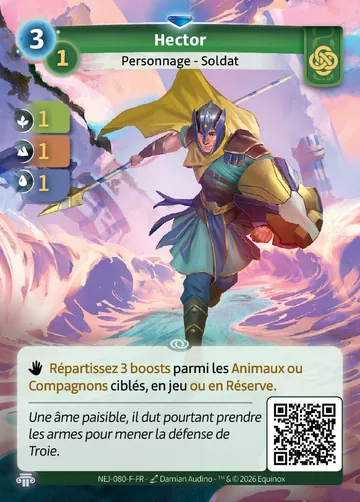 3
Hector
1
Personnage - Soldat
1
1
1
Répartissez 3 boosts parmi les Animaux ou
Compagnons ciblés, en jeu ou en Réserve.
Une âme paisible, il dut pourtant prendre
les armes pour mener la défense de
Troie.
NEJ-080-F-FR - Damian Audino - ™ & © 2026 Equinox